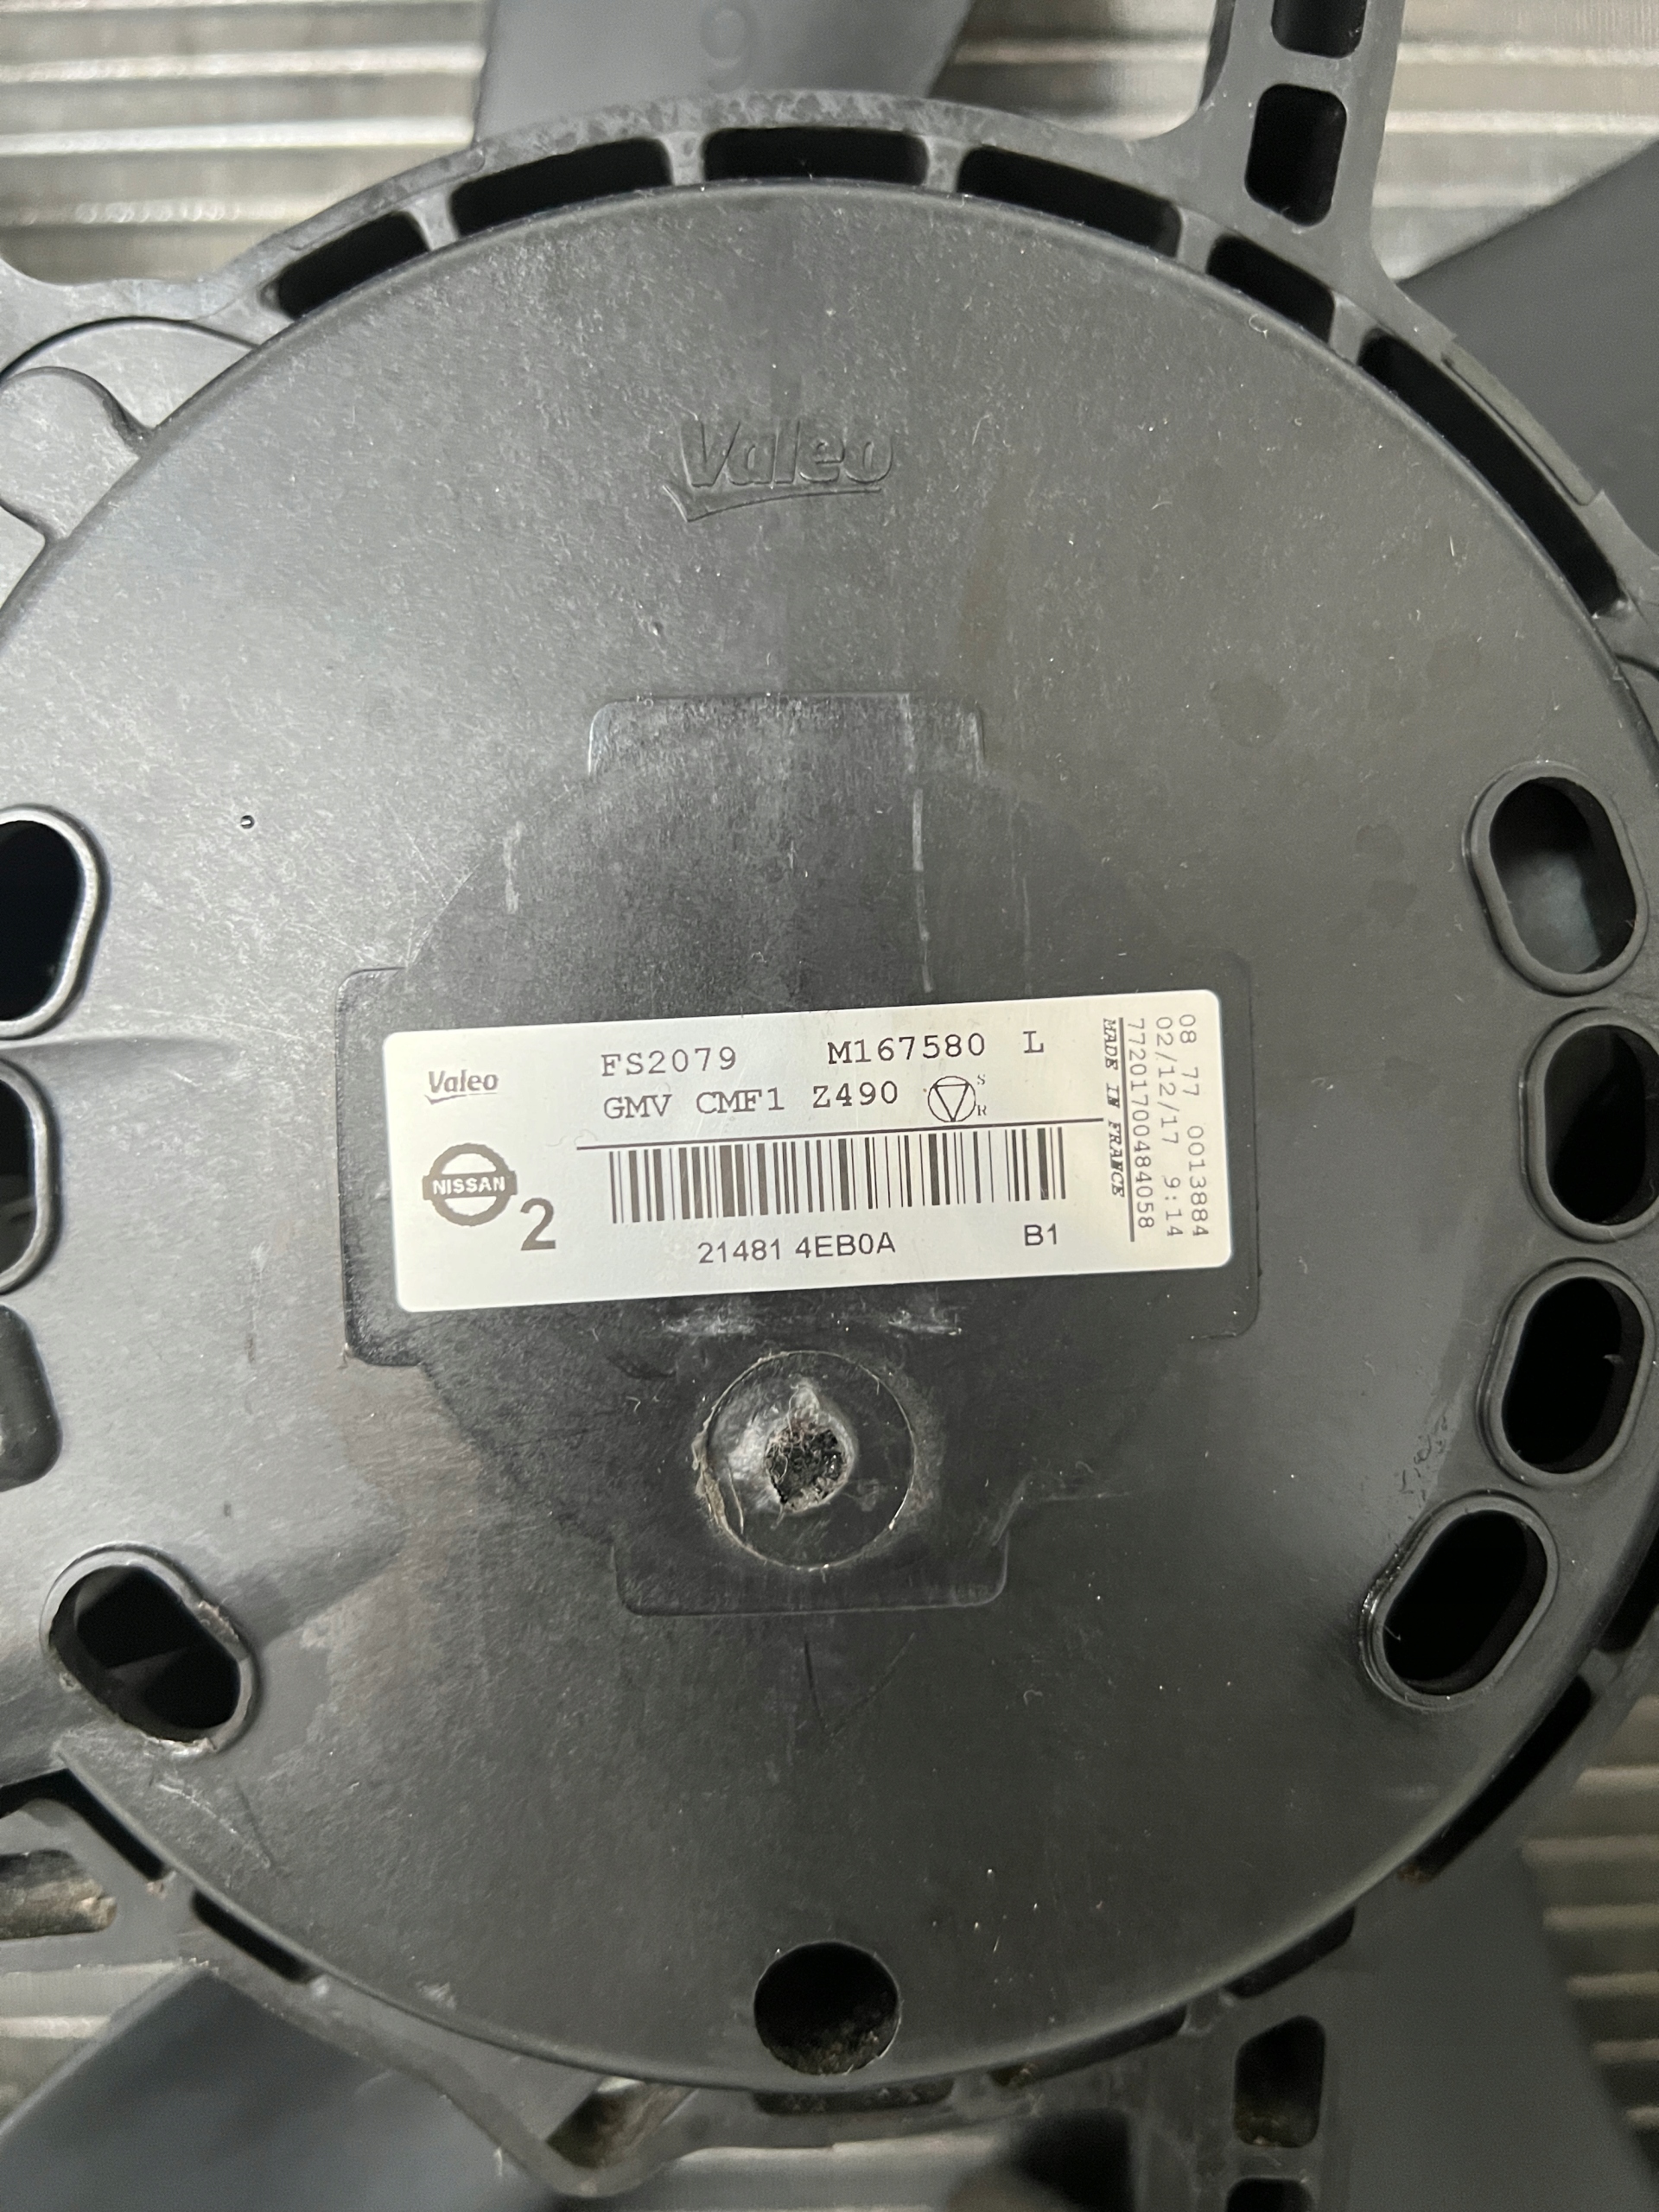 9
Valeo
Valeo
FS2079 M167580 L
GMV CMF1 Z490 S R
NISSAN 2
21481 4EB0A B1
MADE IN FRANCE
7720170048405​8
02/12/17 9:14
08 77 0013884